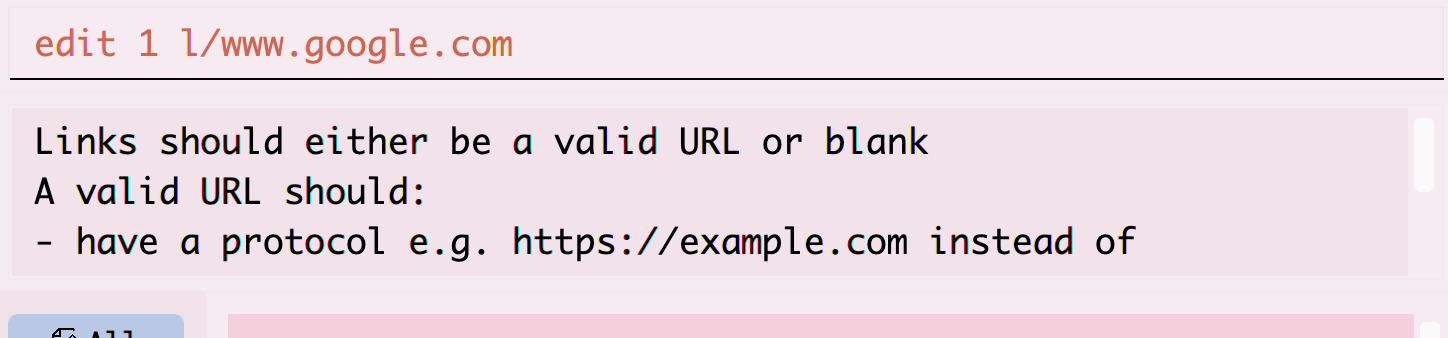 edit 1 l/www.google.com
Links should either be a valid URL or blank
A valid URL should:
- have a protocol e.g. https://example.com instead of
All